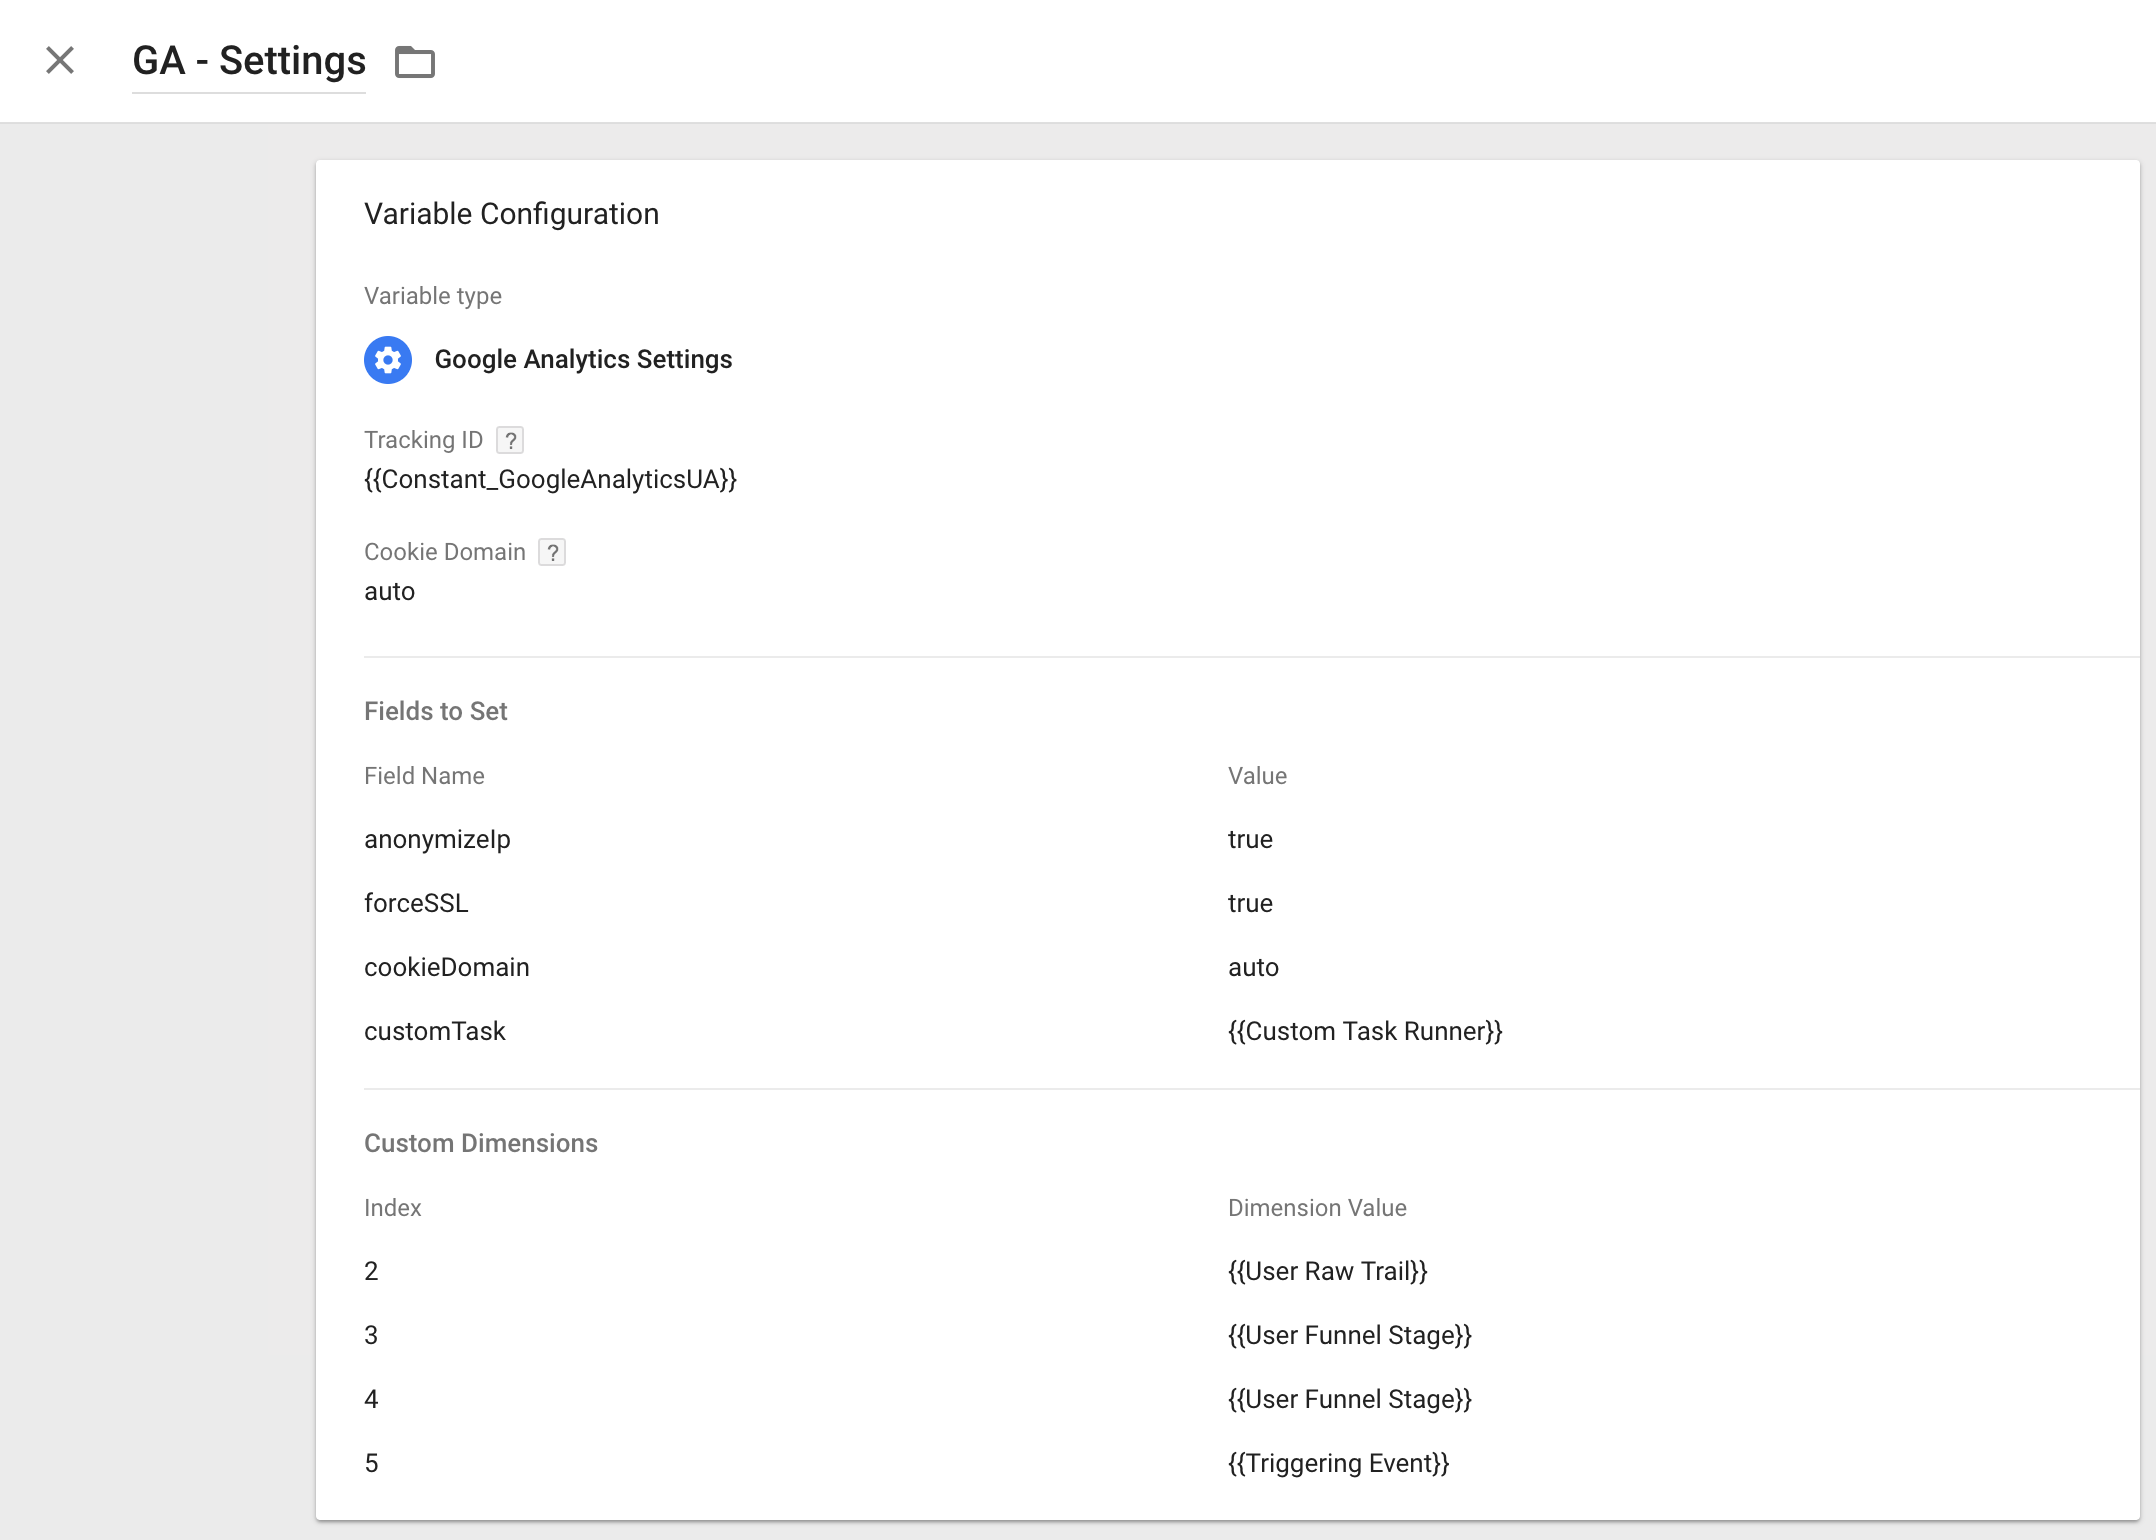 GA - Settings
Variable Configuration
Variable type
Google Analytics Settings
Tracking ID ?
{{Constant_GoogleAnalyticsUA}}
Cookie Domain ?
auto
Fields to Set
Field Name Value
anonymizeIp true
forceSSL true
cookieDomain auto
customTask {{Custom Task Runner}}
Custom Dimensions
Index Dimension Value
2 {{User Raw Trail}}
3 {{User Funnel Stage}}
4 {{User Funnel Stage}}
5 {{Triggering Event}}